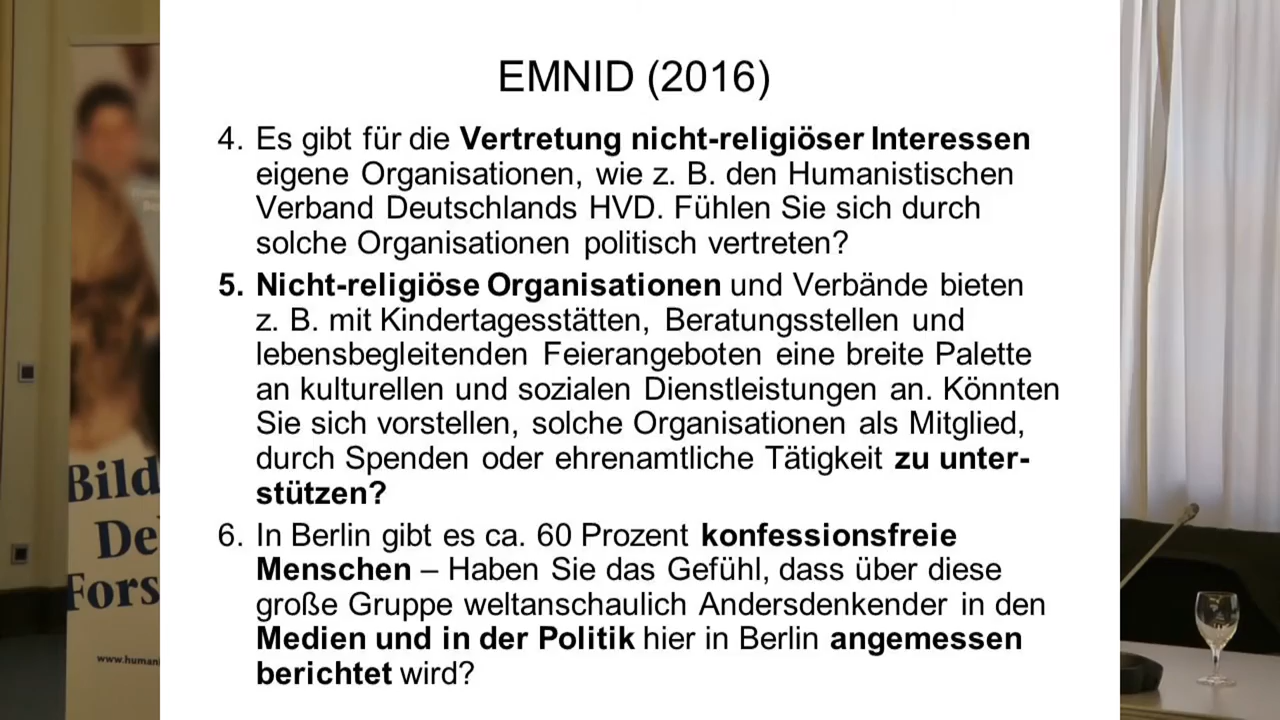 EMNID (2016)
4. Es gibt für die Vertretung nicht-religiöser Interessen
eigene Organisationen, wie z. B. den Humanistischen
Verband Deutschlands HVD. Fühlen Sie sich durch
solche Organisationen politisch vertreten?
5. Nicht-religiöse Organisationen und Verbände bieten
z. B. mit Kindertagesstätten, Beratungsstellen und
lebensbegleitenden Feierangeboten eine breite Palette
an kulturellen und sozialen Dienstleistungen an. Könnten
Sie sich vorstellen, solche Organisationen als Mitglied,
durch Spenden oder ehrenamtliche Tätigkeit zu unter-
stützen?
6. In Berlin gibt es ca. 60 Prozent konfessionsfreie
Menschen – Haben Sie das Gefühl, dass über diese
große Gruppe weltanschaulich Andersdenkender in den
Medien und in der Politik hier in Berlin angemessen
berichtet wird?
Bild
De
Fors
www.humani